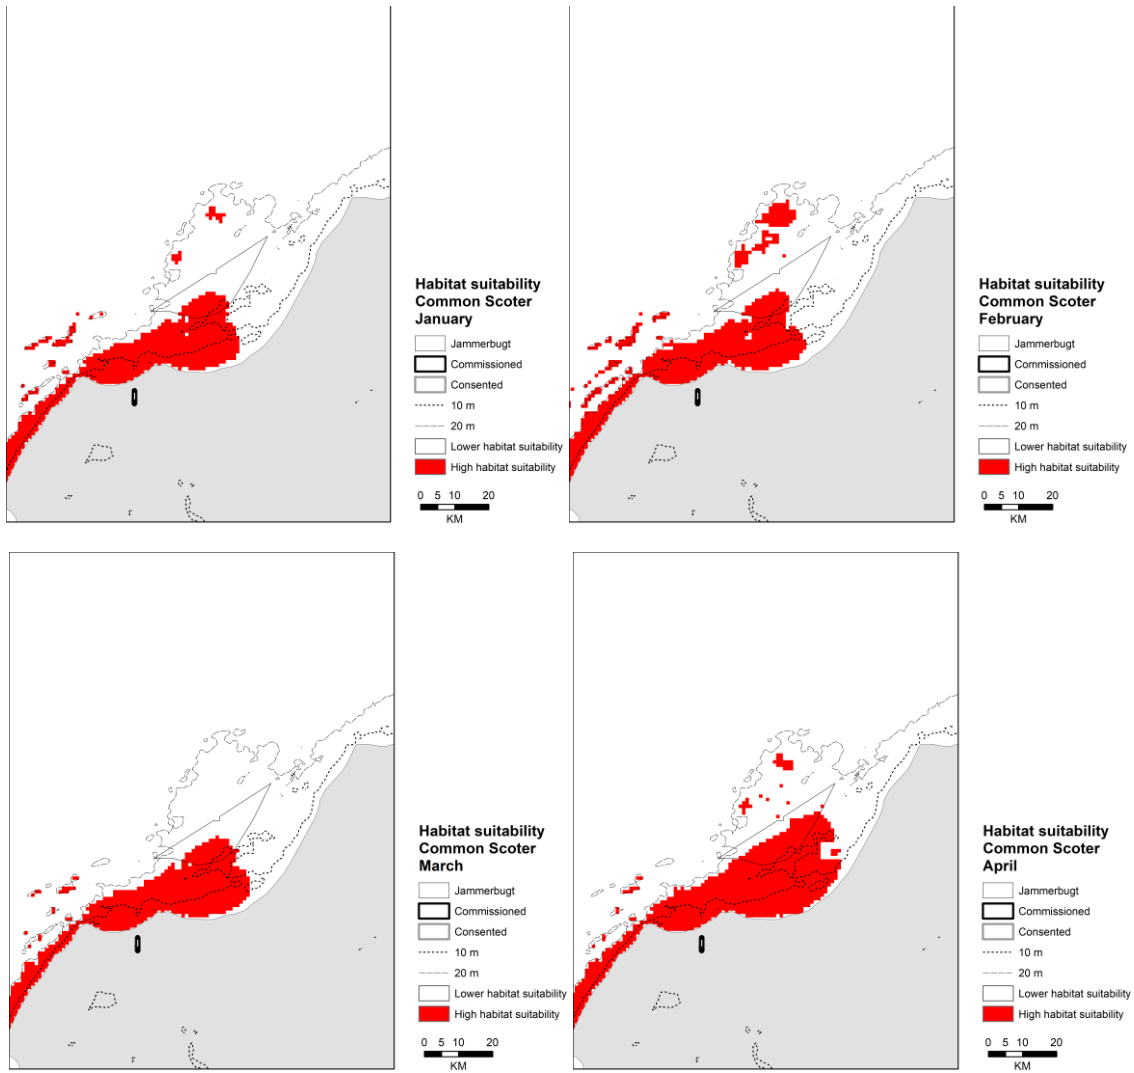 Habitat suitability
Common Scoter
January
Jammerbugt
Commissioned
Consented
10 m
20 m
Lower habitat suitability
High habitat suitability
0 5 10 20
KM
Habitat suitability
Common Scoter
February
Jammerbugt
Commissioned
Consented
10 m
20 m
Lower habitat suitability
High habitat suitability
0 5 10 20
KM
Habitat suitability
Common Scoter
March
Jammerbugt
Commissioned
Consented
10 m
20 m
Lower habitat suitability
High habitat suitability
0 5 10 20
KM
Habitat suitability
Common Scoter
April
Jammerbugt
Commissioned
Consented
10 m
20 m
Lower habitat suitability
High habitat suitability
0 5 10 20
KM